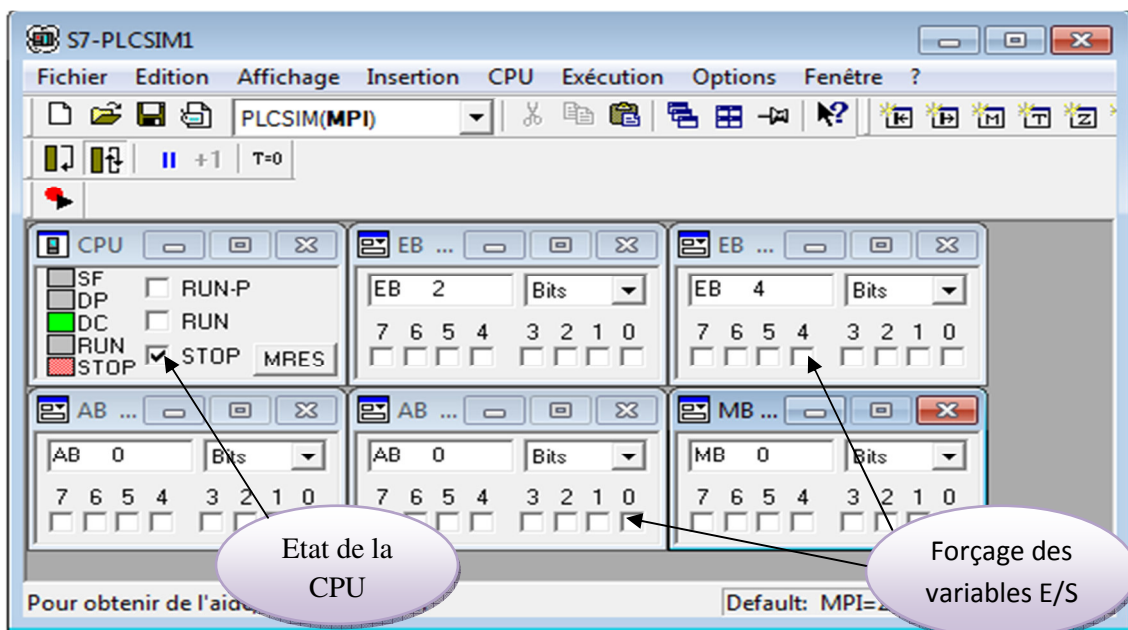 S7-PLCSIM1
Fichier Edition Affichage Insertion CPU Exécution Options Fenêtre ?
PLCSIM(MPI)
+1 T=0
CPU
SF
DP
DC
RUN
STOP
RUN-P
RUN
STOP MRES
EB ...
EB 2 Bits
7 6 5 4 3 2 1 0
EB ...
EB 4 Bits
7 6 5 4 3 2 1 0
AB ...
AB 0 Bits
7 6 5 4 3 2 1 0
AB ...
AB 0 Bits
7 6 5 4 3 2 1 0
MB ...
MB 0 Bits
7 6 5 4 3 2 1 0
Etat de la
CPU
Forçage des
variables E/S
Pour obtenir de l'aide
Default: MPI=2